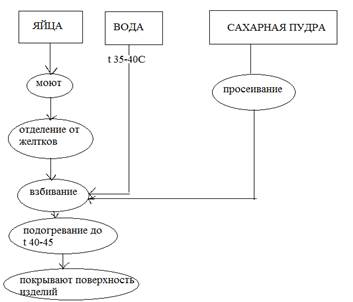 ЯЙЦА
ВОДА
САХАРНАЯ ПУДРА
t 35-40С
моют
просеивание
отделение от
желтков
взбивание
подогревание до
t 40-45
покрывают поверхность
изделий